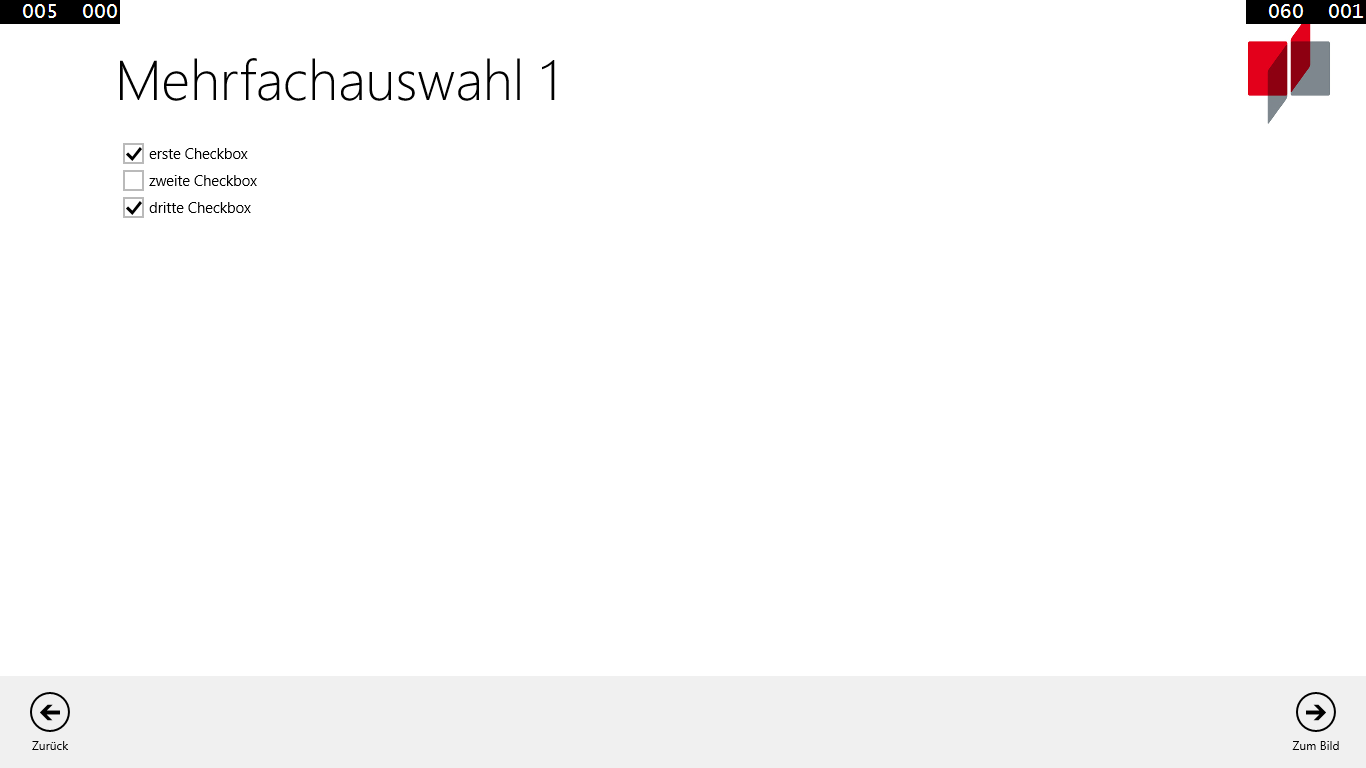 005 000 060 001
Mehrfachauswahl 1
erste Checkbox
zweite Checkbox
dritte Checkbox
Zurück Zum Bild